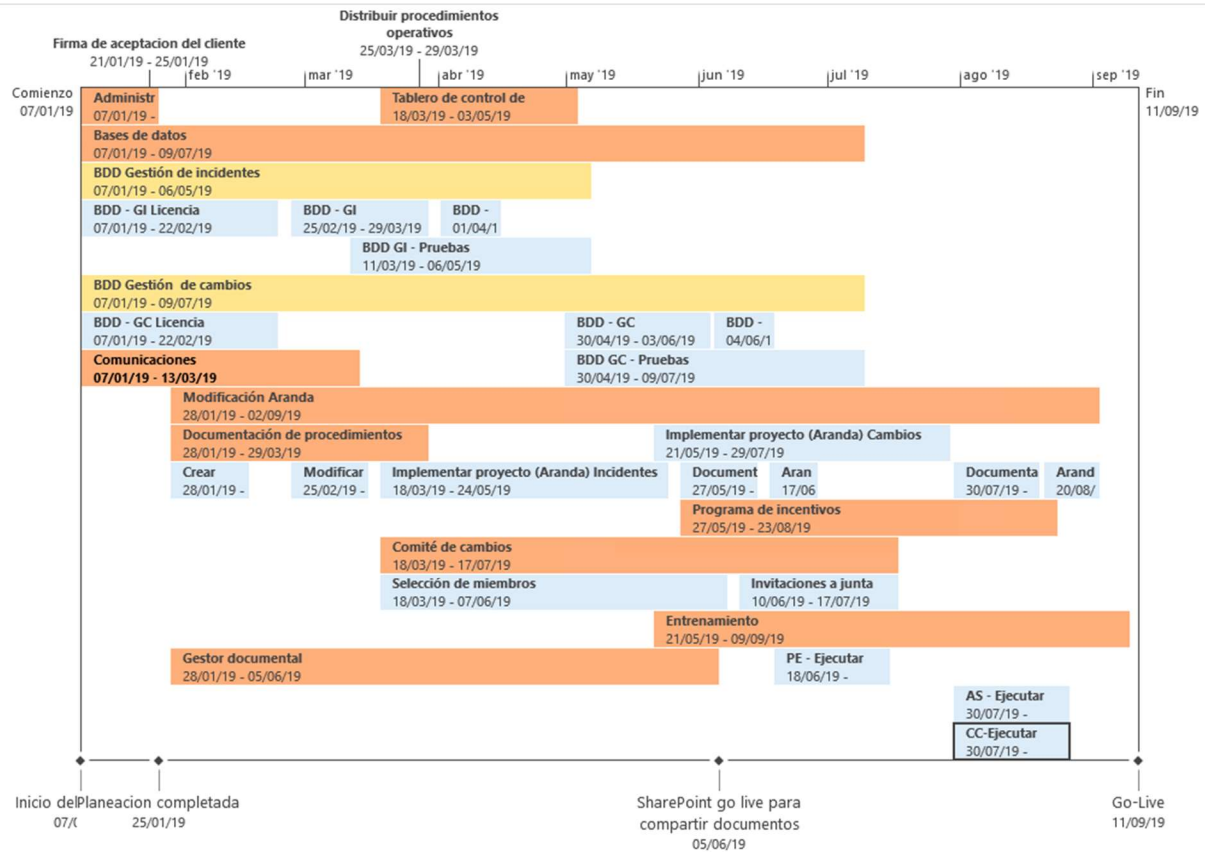 Distribuir procedimientos
operativos
25/03/19 - 29/03/19
Firma de aceptacion del cliente
21/01/19 - 25/01/19
feb '19 mar '19 abr '19 may '19 jun '19 jul '19 ago '19 sep '19
Comienzo
07/01/19
Fin
11/09/19
Administr
07/01/19 -
Tablero de control de
18/03/19 - 03/05/19
Bases de datos
07/01/19 - 09/07/19
BDD Gestión de incidentes
07/01/19 - 06/05/19
BDD - GI Licencia
07/01/19 - 22/02/19
BDD - GI
25/02/19 - 29/03/19
BDD -
01/04/1
BDD GI - Pruebas
11/03/19 - 06/05/19
BDD Gestión de cambios
07/01/19 - 09/07/19
BDD - GC Licencia
07/01/19 - 22/02/19
BDD - GC
30/04/19 - 03/06/19
BDD -
04/06/1
Comunicaciones
07/01/19 - 13/03/19
BDD GC - Pruebas
30/04/19 - 09/07/19
Modificación Aranda
28/01/19 - 02/09/19
Documentación de procedimientos
28/01/19 - 29/03/19
Implementar proyecto (Aranda) Cambios
21/05/19 - 29/07/19
Crear
28/01/19 -
Modificar
25/02/19 -
Implementar proyecto (Aranda) Incidentes
18/03/19 - 24/05/19
Document
27/05/19 -
Aran
17/06
Documenta
30/07/19 -
Arand
20/08/
Programa de incentivos
27/05/19 - 23/08/19
Comité de cambios
18/03/19 - 17/07/19
Selección de miembros
18/03/19 - 07/06/19
Invitaciones a junta
10/06/19 - 17/07/19
Entrenamiento
21/05/19 - 09/09/19
Gestor documental
28/01/19 - 05/06/19
PE - Ejecutar
18/06/19 -
AS - Ejecutar
30/07/19 -
CC-Ejecutar
30/07/19 -
Inicio del
07/0
Planeacion completada
25/01/19
SharePoint go live para
compartir documentos
05/06/19
Go-Live
11/09/19